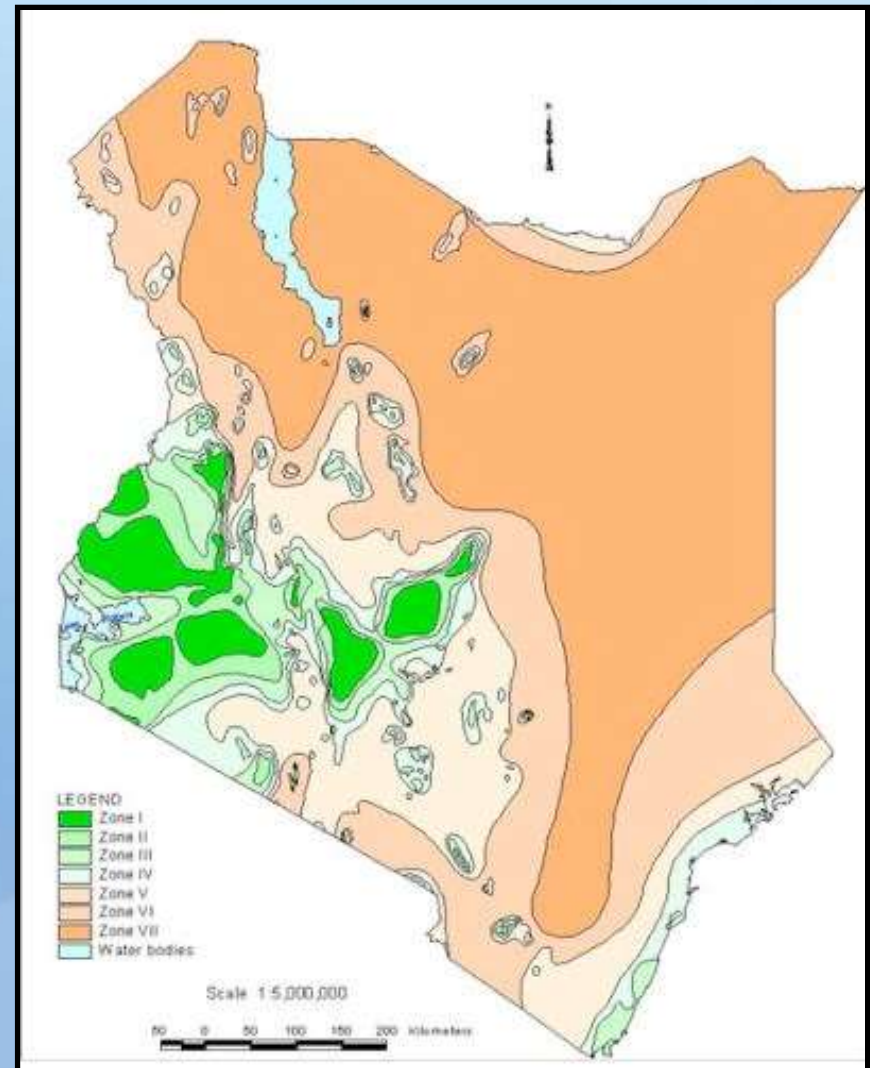 LEGEND
Zone I
Zone II
Zone III
Zone IV
Zone V
Zone VI
Zone VII
Water bodies
Scale 1:5,000,000
50 0 50 100 150 200 Kilometers